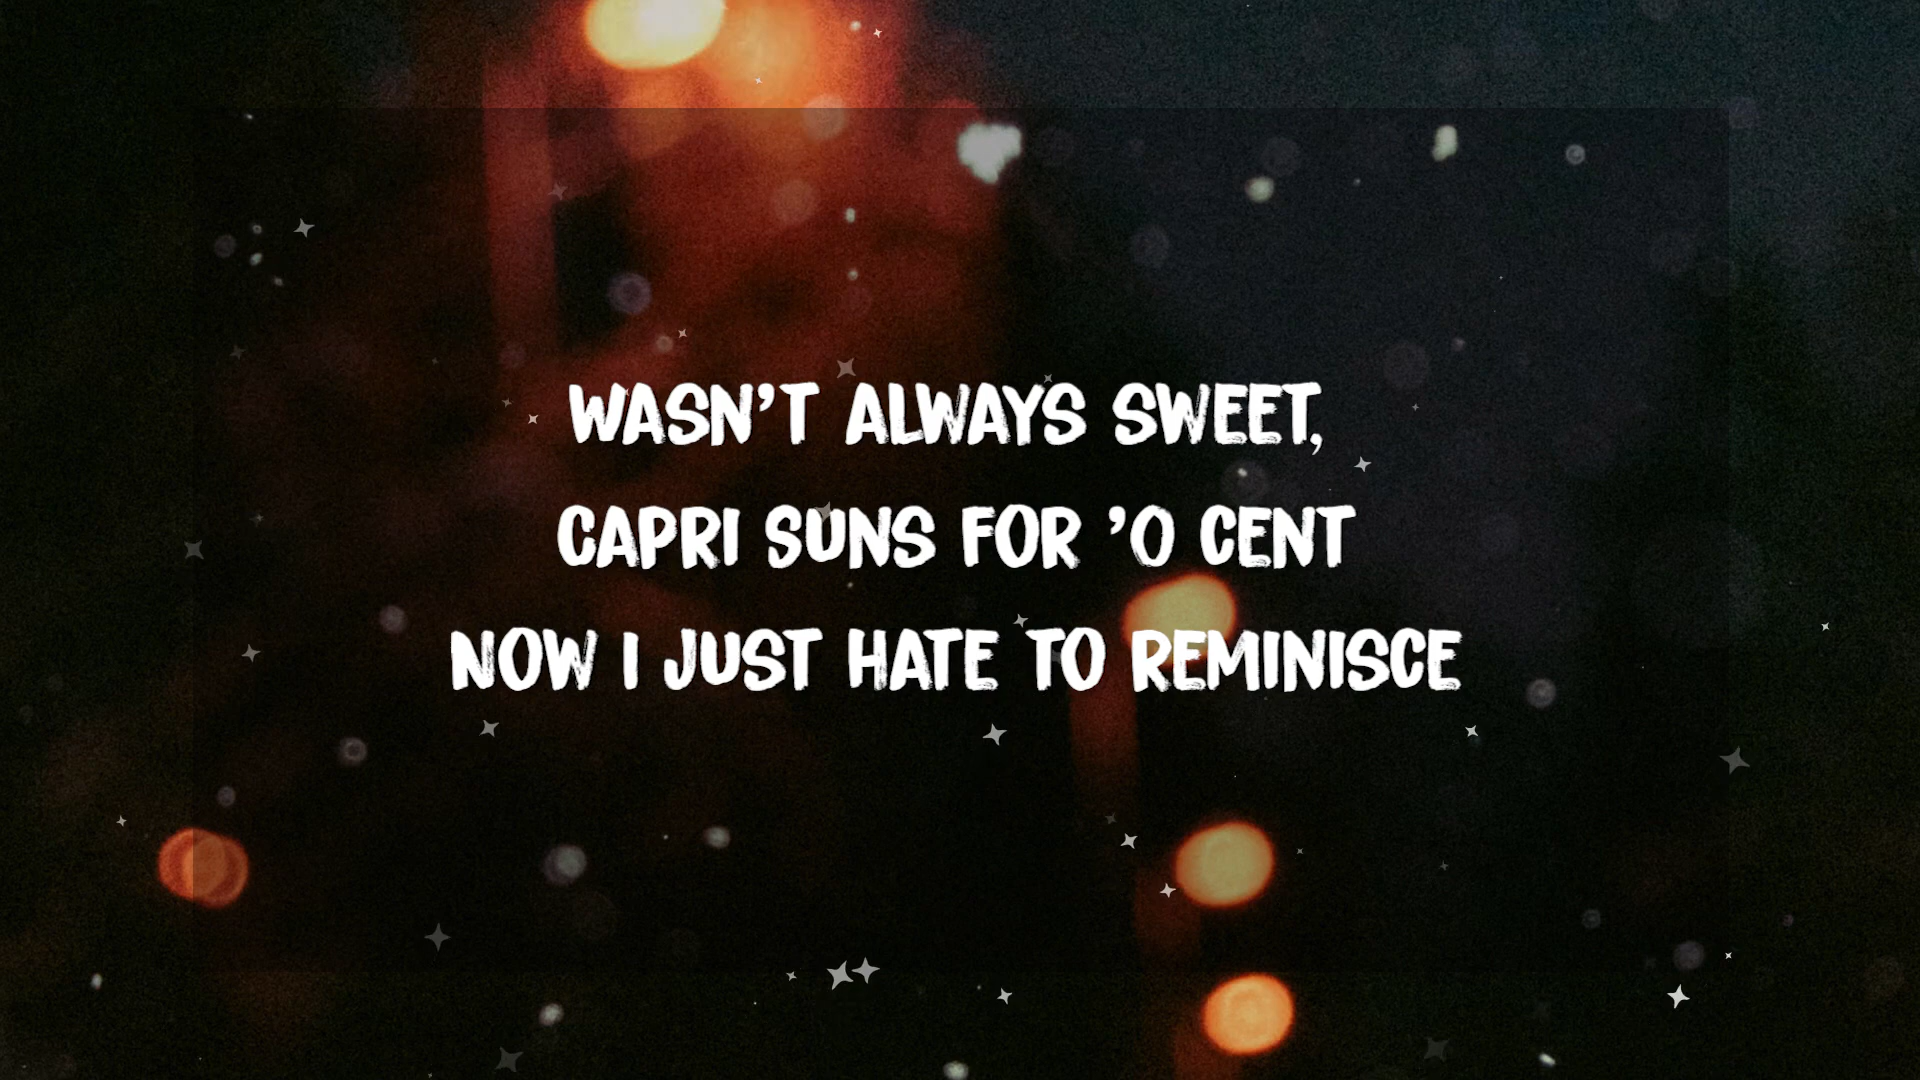 WASN'T ALWAYS SWEET,
CAPRI SUNS FOR 'O CENT
NOW I JUST HATE TO REMINISCE